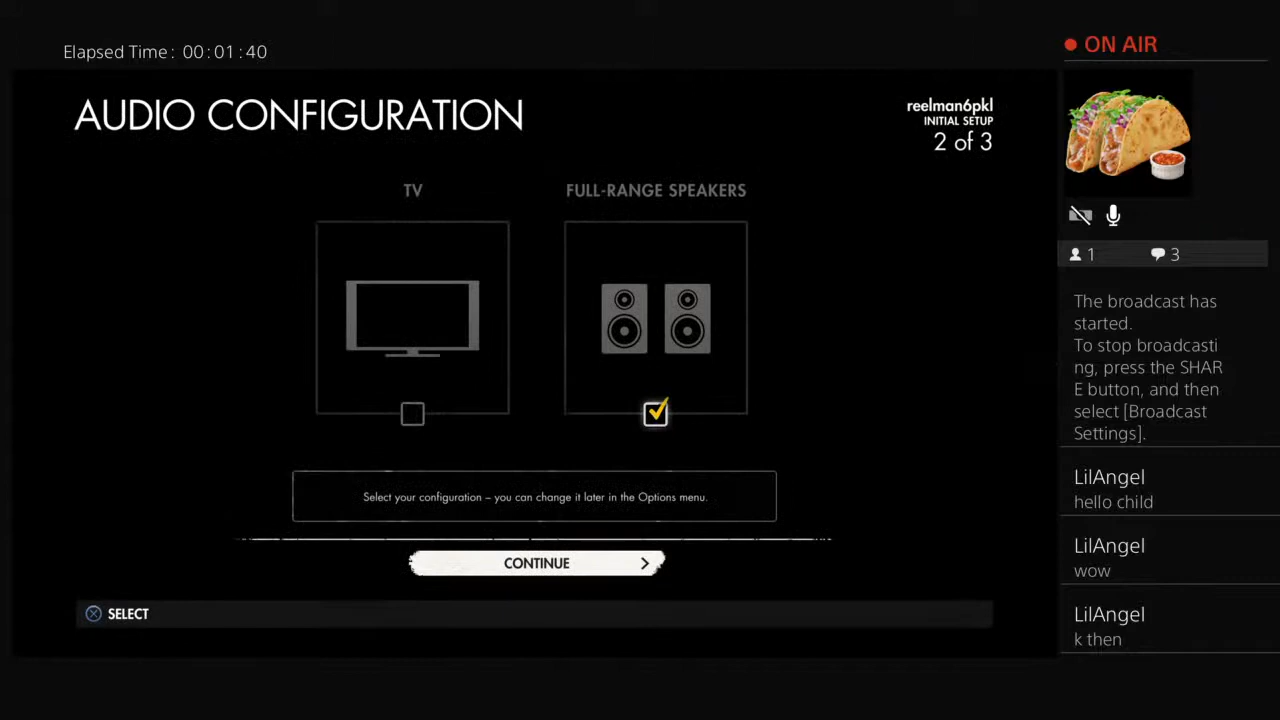 Elapsed Time: 00:01:40
ON AIR
AUDIO CONFIGURATION
reelman6pkl
INITIAL SETUP
2 of 3
TV
FULL-RANGE SPEAKERS
Select your configuration – you can change it later in the Options menu.
CONTINUE
SELECT
1
3
The broadcast has
started.
To stop broadcasti
ng, press the SHAR
E button, and then
select [Broadcast
Settings].
LilAngel
hello child
LilAngel
wow
LilAngel
k then